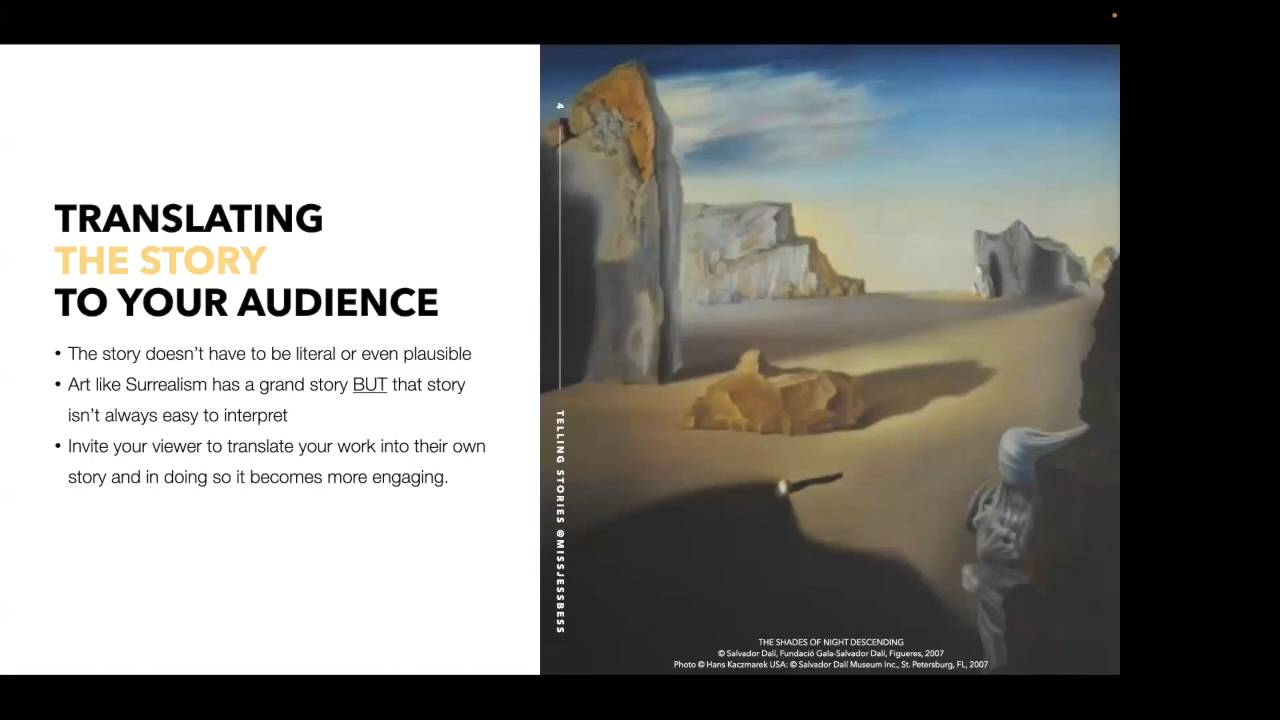 TRANSLATING
THE STORY
TO YOUR AUDIENCE
• The story doesn’t have to be literal or even plausible
• Art like Surrealism has a grand story BUT that story
isn’t always easy to interpret
• Invite your viewer to translate your work into their own
story and in doing so it becomes more engaging.
4
TELLING STORIES @MISSJESSBESS
THE SHADES OF NIGHT DESCENDING
© Salvador Dalí, Fundació Gala-Salvador Dalí, Figueres, 2007
Photo © Hans Kaczmarek USA: © Salvador Dalí Museum Inc., St. Petersburg, FL, 2007